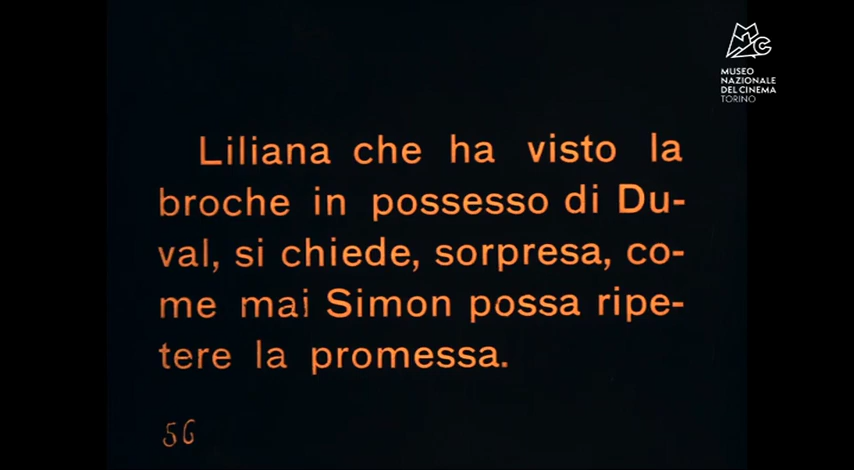 MUSEO
NAZIONALE
DEL CINEMA
TORINO
Liliana che ha visto la
broche in possesso di Du-
val, si chiede, sorpresa, co-
me mai Simon possa ripe-
tere la promessa.
56